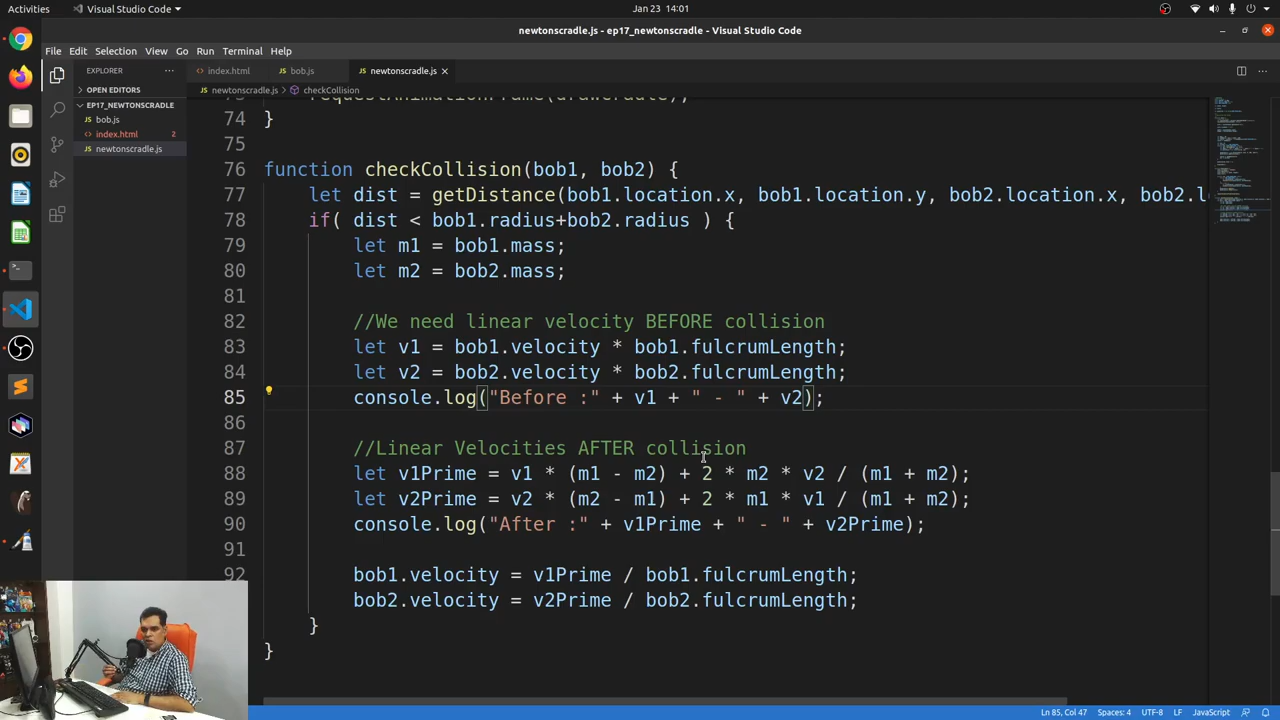 Activities
Visual Studio Code
Jan 23 14:01
newtonscradle.js - ep17_newtonscradle - Visual Studio Code
File Edit Selection View Go Run Terminal Help
EXPLORER
index.html
bob.js
newtonscradle.js
OPEN EDITORS
newtonscradle.js > checkCollision
EP17_NEWTONSCRADLE
bob.js
index.html 2
newtonscradle.js
74 }
75
76 function checkCollision(bob1, bob2) {
77 let dist = getDistance(bob1.location.x, bob1.location.y, bob2.location.x, bob2.lo
78 if( dist < bob1.radius+bob2.radius ) {
79 let m1 = bob1.mass;
80 let m2 = bob2.mass;
81
82 //We need linear velocity BEFORE collision
83 let v1 = bob1.velocity * bob1.fulcrumLength;
84 let v2 = bob2.velocity * bob2.fulcrumLength;
85 console.log("Before :" + v1 + " - " + v2);
86
87 //Linear Velocities AFTER collision
88 let v1Prime = v1 * (m1 - m2) + 2 * m2 * v2 / (m1 + m2);
89 let v2Prime = v2 * (m2 - m1) + 2 * m1 * v1 / (m1 + m2);
90 console.log("After :" + v1Prime + " - " + v2Prime);
91
92 bob1.velocity = v1Prime / bob1.fulcrumLength;
bob2.velocity = v2Prime / bob2.fulcrumLength;
}
}
Ln 85, Col 47 Spaces: 4 UTF-8 LF JavaScript